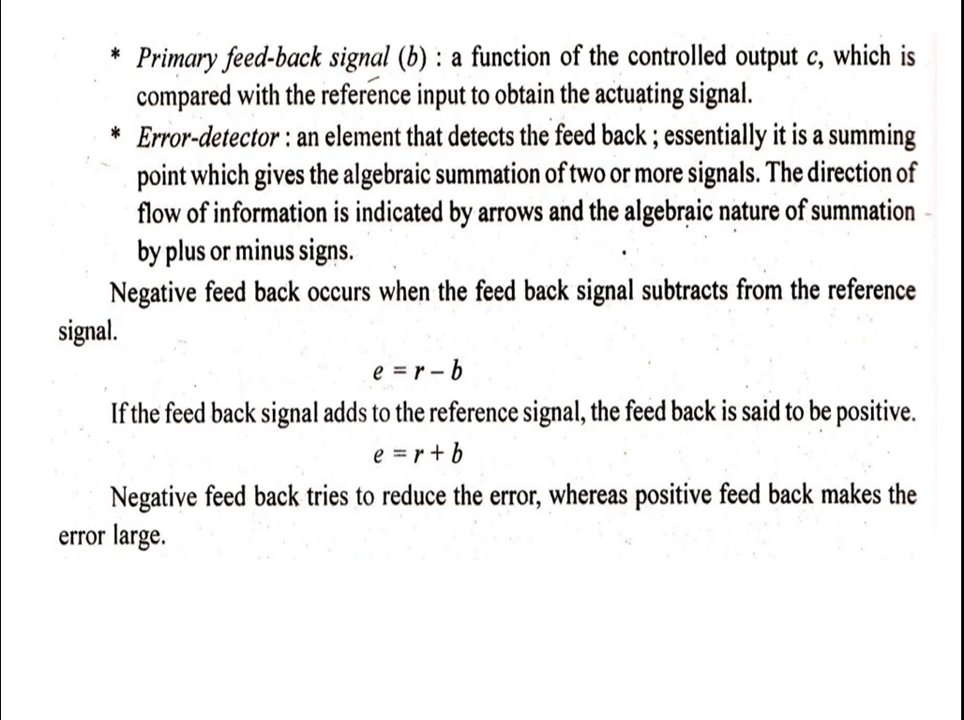 * Primary feed-back signal (b) : a function of the controlled output c, which is
compared with the reference input to obtain the actuating signal.
* Error-detector : an element that detects the feed back ; essentially it is a summing
point which gives the algebraic summation of two or more signals. The direction of
flow of information is indicated by arrows and the algebraic nature of summation
by plus or minus signs.
Negative feed back occurs when the feed back signal subtracts from the reference
signal.
e = r – b
If the feed back signal adds to the reference signal, the feed back is said to be positive.
e = r + b
Negative feed back tries to reduce the error, whereas positive feed back makes the
error large.